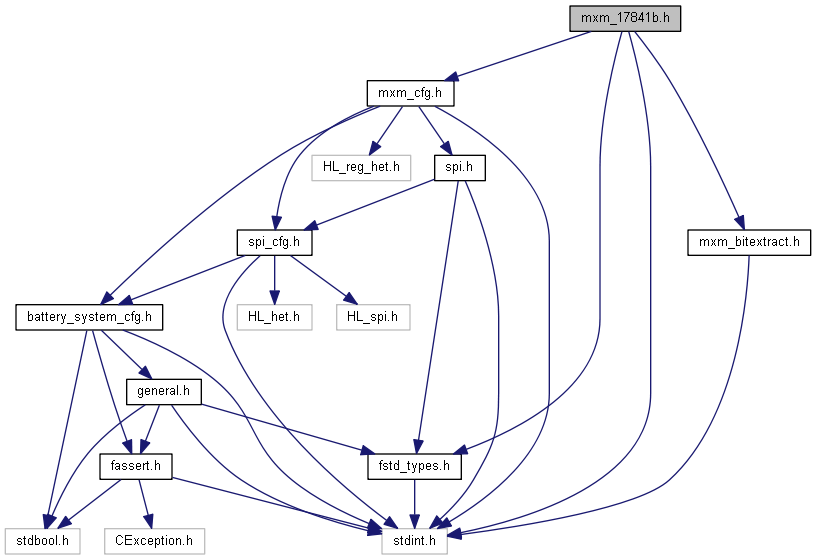 mxm_17841b.h
mxm_cfg.h
HL_reg_het.h
spi.h
spi_cfg.h
mxm_bitextract.h
battery_system_cfg.h
HL_het.h
HL_spi.h
general.h
fassert.h
fstd_types.h
stdbool.h
CException.h
stdint.h